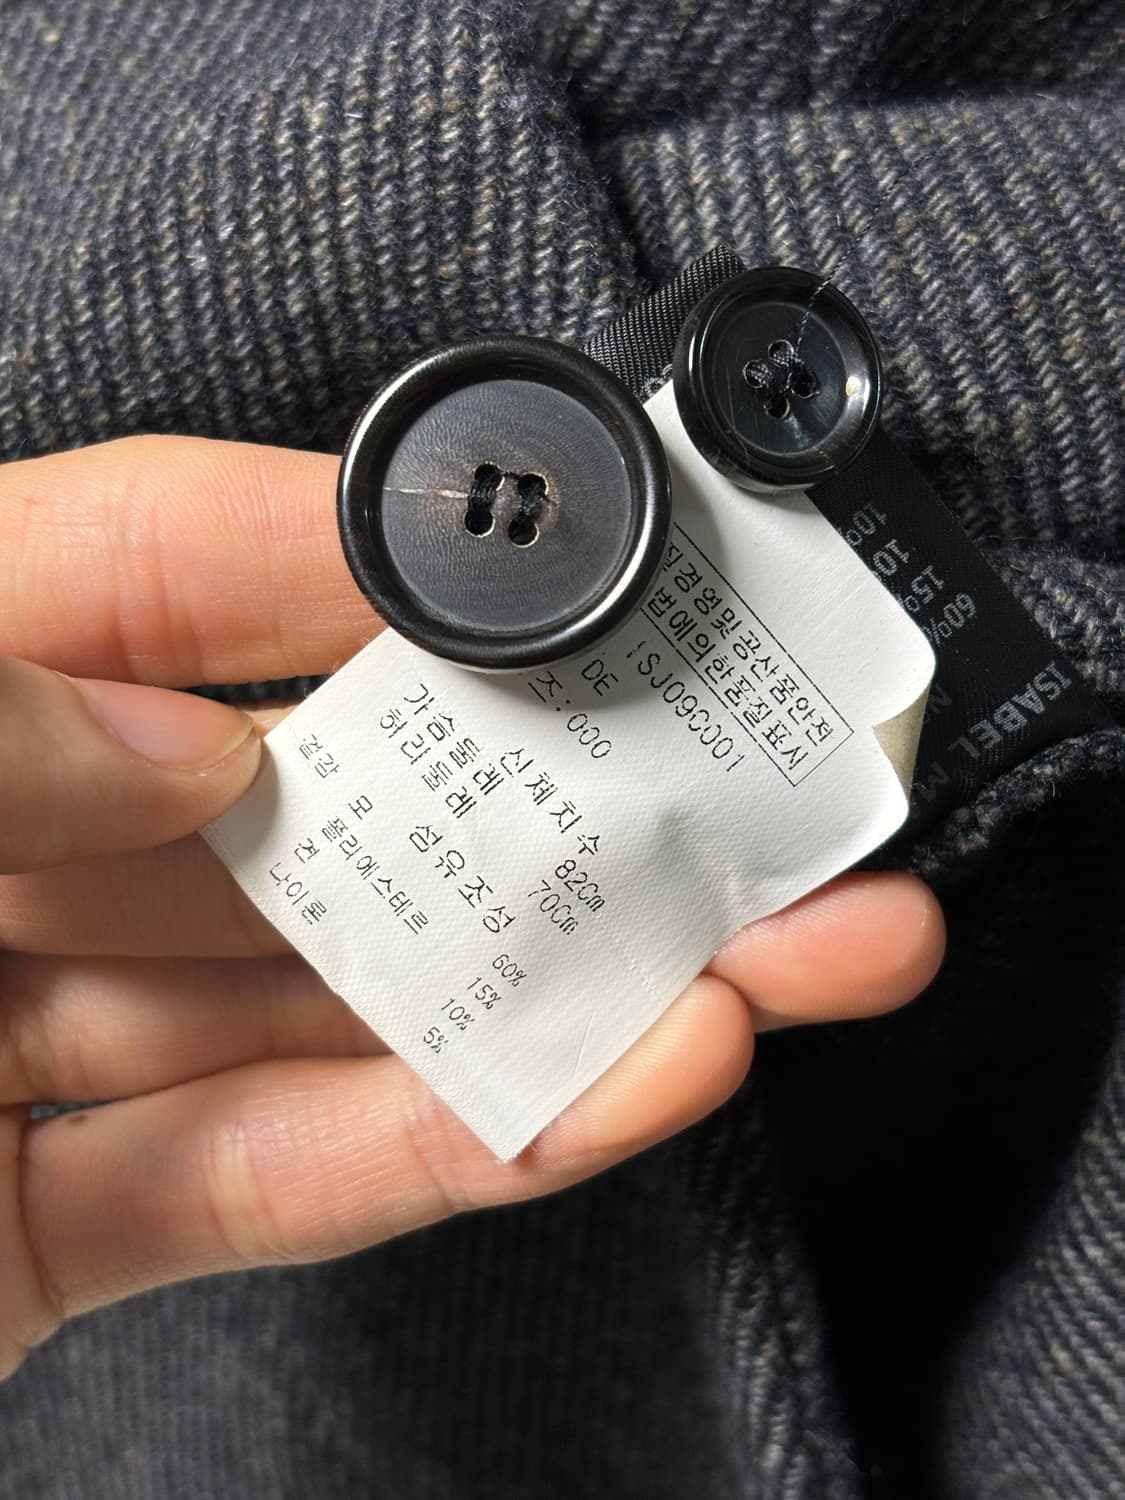 질경영및공산품안전
법에의한품질표시
ISJ09C001
DE
즈:000
신체치수
가슴둘레 82Cm
허리둘레 70Cm
섬유조성
겉감 모 60%
폴리에스테르 15%
견 10%
나이론 5%
ISABEL
60%
15%
10
10%